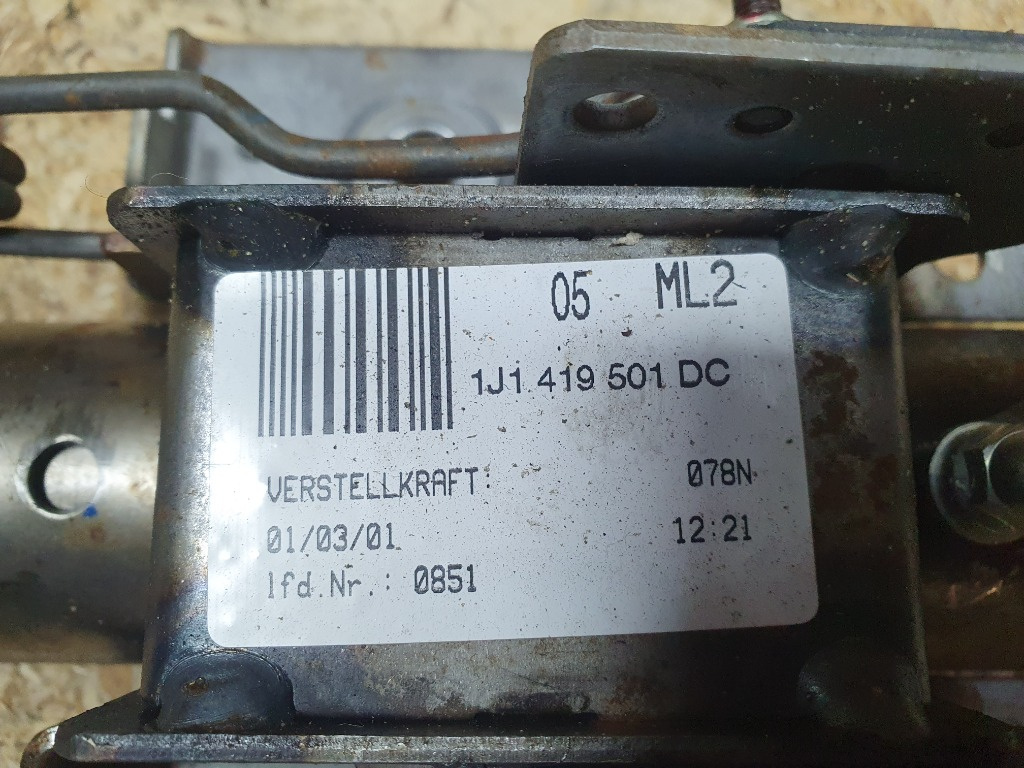 05 ML2
1J1 419 501 DC
VERSTELLKRAFT: 078N
01/03/01 12:21
lfd.Nr.: 0851